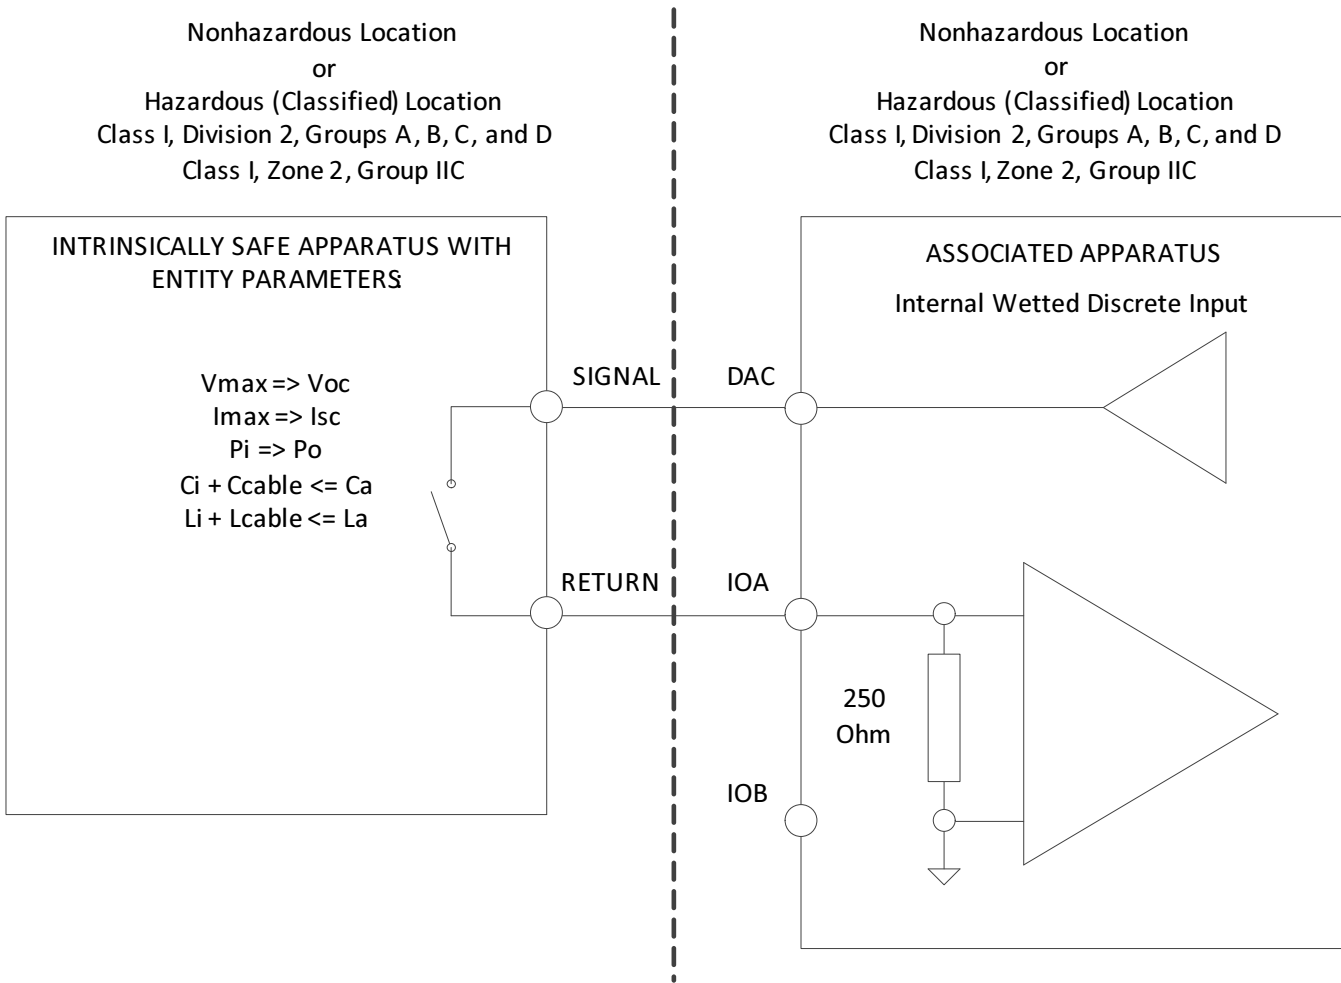 Nonhazardous Location
or
Hazardous (Classified) Location
Class I, Division 2, Groups A, B, C, and D
Class I, Zone 2, Group IIC
INTRINSICALLY SAFE APPARATUS WITH
ENTITY PARAMETERS:
Vmax => Voc
Imax => Isc
Pi => Po
Ci + Ccable <= Ca
Li + Lcable <= La
SIGNAL
RETURN
Nonhazardous Location
or
Hazardous (Classified) Location
Class I, Division 2, Groups A, B, C, and D
Class I, Zone 2, Group IIC
ASSOCIATED APPARATUS
Internal Wetted Discrete Input
DAC
IOA
250
Ohm
IOB